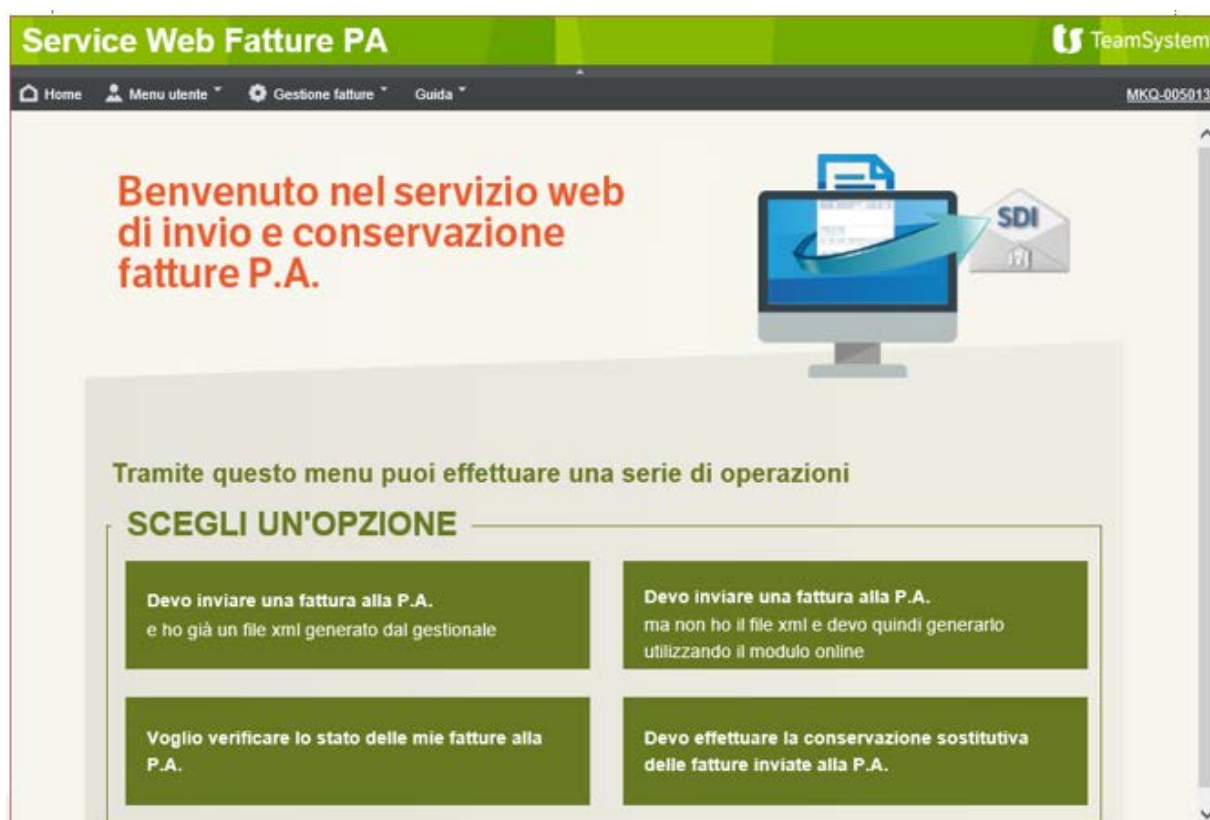 Service Web Fatture PA
TeamSystem
Home Menu utente Gestione fatture Guida MKQ-005013
Benvenuto nel servizio web
di invio e conservazione
fatture P.A.
SDI
Tramite questo menu puoi effettuare una serie di operazioni
SCEGLI UN'OPZIONE
Devo inviare una fattura alla P.A.
e ho già un file xml generato dal gestionale
Devo inviare una fattura alla P.A.
ma non ho il file xml e devo quindi generarlo
utilizzando il modulo online
Voglio verificare lo stato delle mie fatture alla
P.A.
Devo effettuare la conservazione sostitutiva
delle fatture inviate alla P.A.